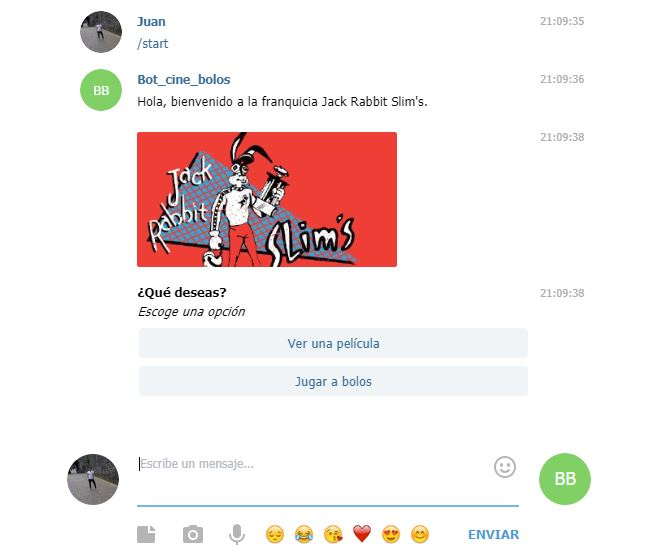 Juan 21:09:35
/start
BB Bot_cine_bolos 21:09:36
Hola, bienvenido a la franquicia Jack Rabbit Slim's.
21:09:38
Jack
Rabbit
Slim's
¿Qué deseas? 21:09:38
Escoge una opción
Ver una película
Jugar a bolos
Escribe un mensaje...
BB
ENVIAR